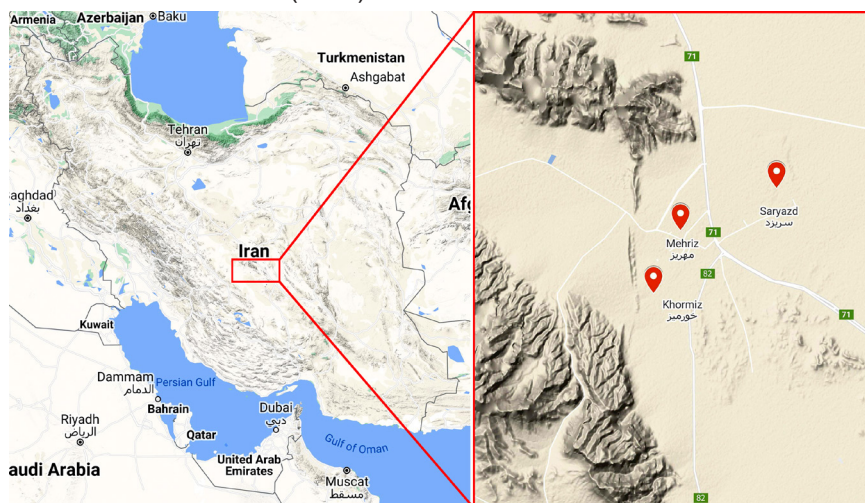 Armenia
Azerbaijan
Baku
Turkmenistan
Ashgabat
Tehran
تهران
aghdad
بغداد
Afg
Iran
Kuwait
Persian Gulf
Dammam
الدمام
Bahrain
Riyadh
الرياض
Qatar
Dubai
دبي
Gulf of Oman
United Arab
Emirates
audi Arabia
Muscat
مسقط
71
Saryazd
سریزد
Mehriz
مهریز
71
82
Khormiz
خورمیز
71
82